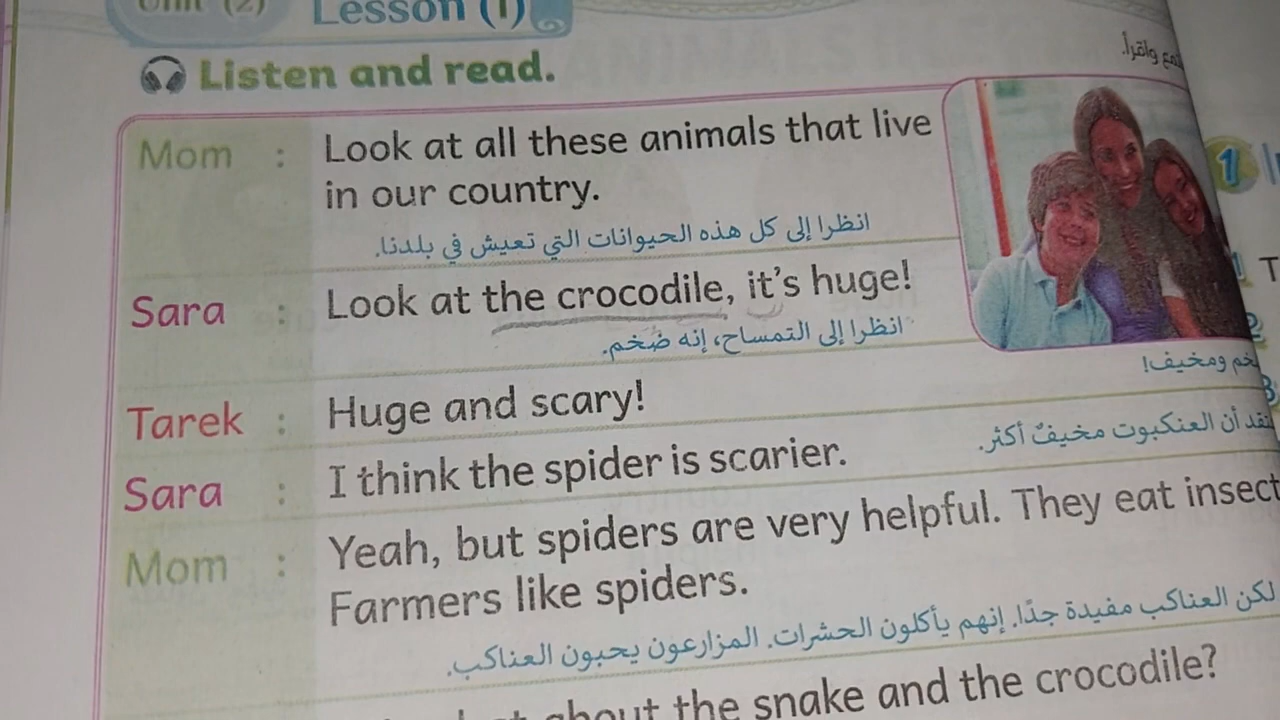 Unit (2) Lesson (1)
Listen and read.
واقرأ.
Mom : Look at all these animals that live
in our country.
انظرا إلى كل هذه الحيوانات التي تعيش في بلدنا.
Sara : Look at the crocodile, it's huge!
انظرا إلى التمساح، إنه ضخم.
Tarek : Huge and scary!
ومخيف!
Sara : I think the spider is scarier.
أن العنكبوت مخيفٌ أكثر.
Mom : Yeah, but spiders are very helpful. They eat insect
Farmers like spiders.
لكن العناكب مفيدة جدًا. إنهم يأكلون الحشرات. المزارعون يحبون العناكب.
about the snake and the crocodile?
1